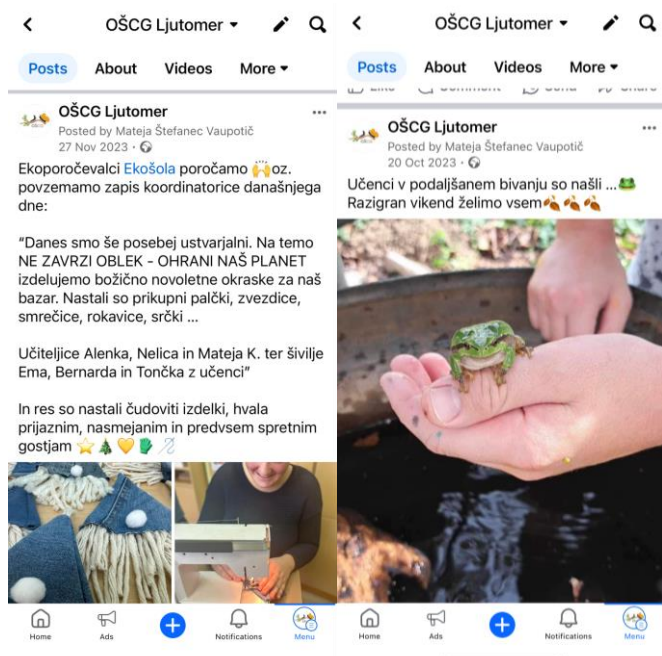 OŠCG Ljutomer
Posts About Videos More
OŠCG Ljutomer
Posted by Mateja Štefanec Vaupotič
27 Nov 2023 ·
Ekoporočevalci Ekošola poročamo 🙌oz.
povzemamo zapis koordinatorice današnjega
dne:
"Danes smo še posebej ustvarjalni. Na temo
NE ZAVRZI OBLEK - OHRANI NAŠ PLANET
izdelujemo božično novoletne okraske za naš
bazar. Nastali so prikupni palčki, zvezdice,
smrečice, rokavice, srčki ...
Učiteljice Alenka, Nelica in Mateja K. ter šivilje
Ema, Bernarda in Tončka z učenci"
In res so nastali čudoviti izdelki, hvala
prijaznim, nasmejanim in predvsem spretnim
gostjam ⭐🎄💛🧤🪡
Home Ads Notifications Menu
OŠCG Ljutomer
Posts About Videos More
OŠCG Ljutomer
Posted by Mateja Štefanec Vaupotič
20 Oct 2023 ·
Učenci v podaljšanem bivanju so našli ...🐸
Razigran vikend želimo vsem🍂🍂🍂
Home Ads Notifications Menu